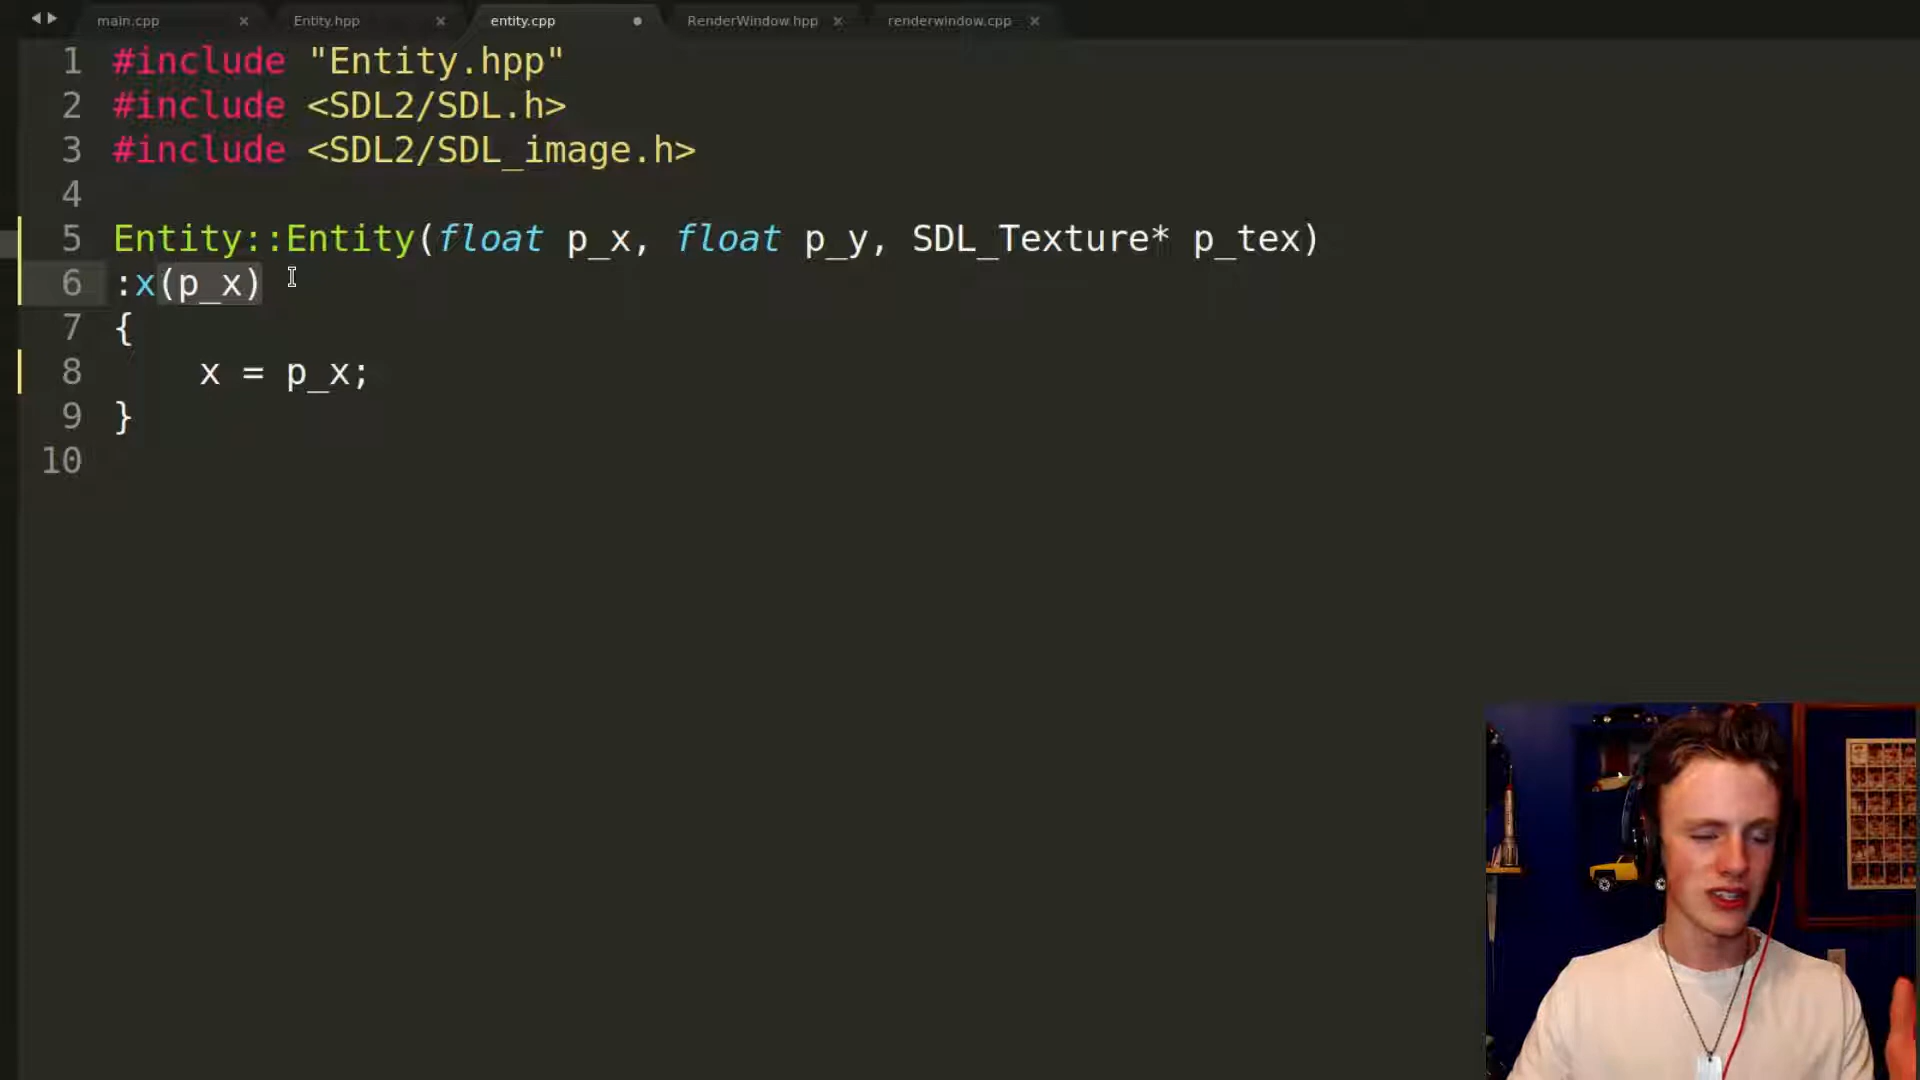 main.cpp Entity.hpp entity.cpp RenderWindow.hpp renderwindow.cpp
1 #include "Entity.hpp"
2 #include <SDL2/SDL.h>
3 #include <SDL2/SDL_image.h>
4
5 Entity::Entity(float p_x, float p_y, SDL_Texture* p_tex)
6 :x(p_x)
7 {
8 x = p_x;
9 }
10